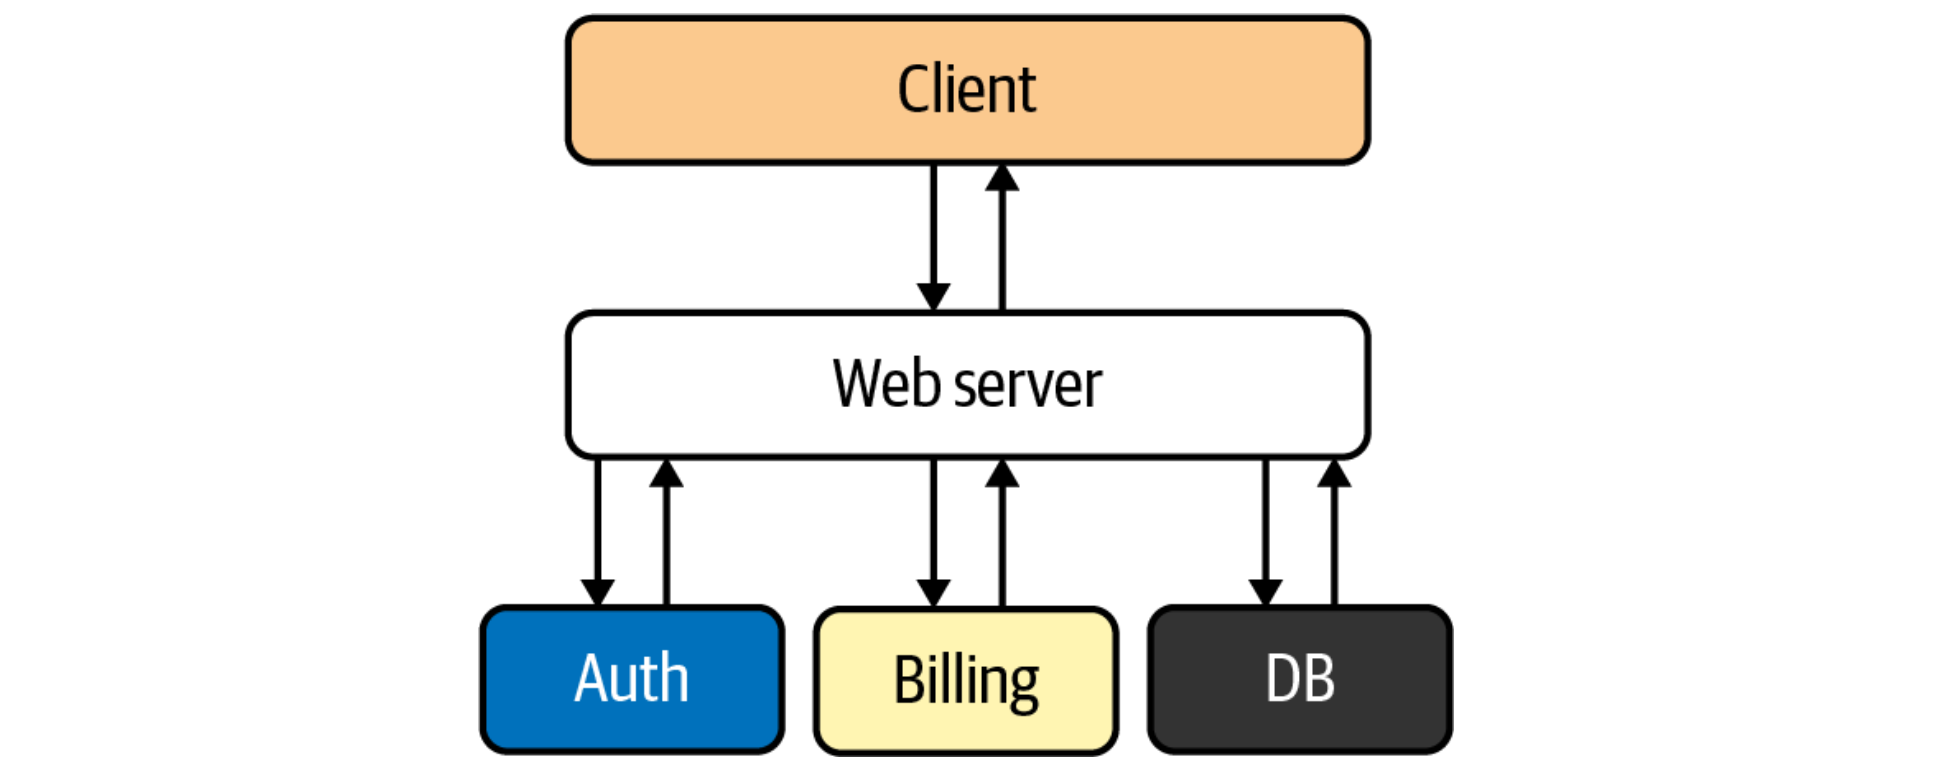 Client
Web server
Auth
Billing
DB